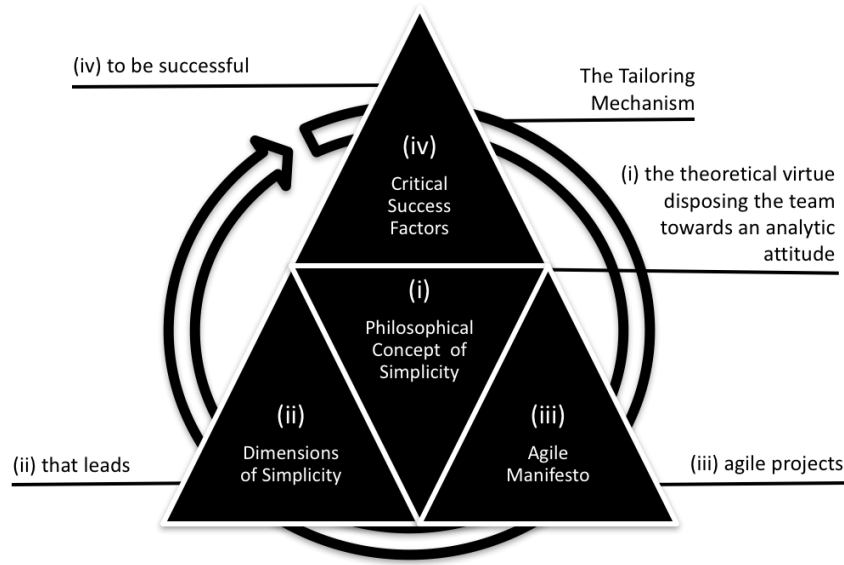 (iv) to be successful
The Tailoring
Mechanism
(i) the theoretical virtue
disposing the team
towards an analytic
attitude
(iv)
Critical
Success
Factors
(i)
Philosophical
Concept of
Simplicity
(ii)
Dimensions
of Simplicity
(iii)
Agile
Manifesto
(ii) that leads
(iii) agile projects